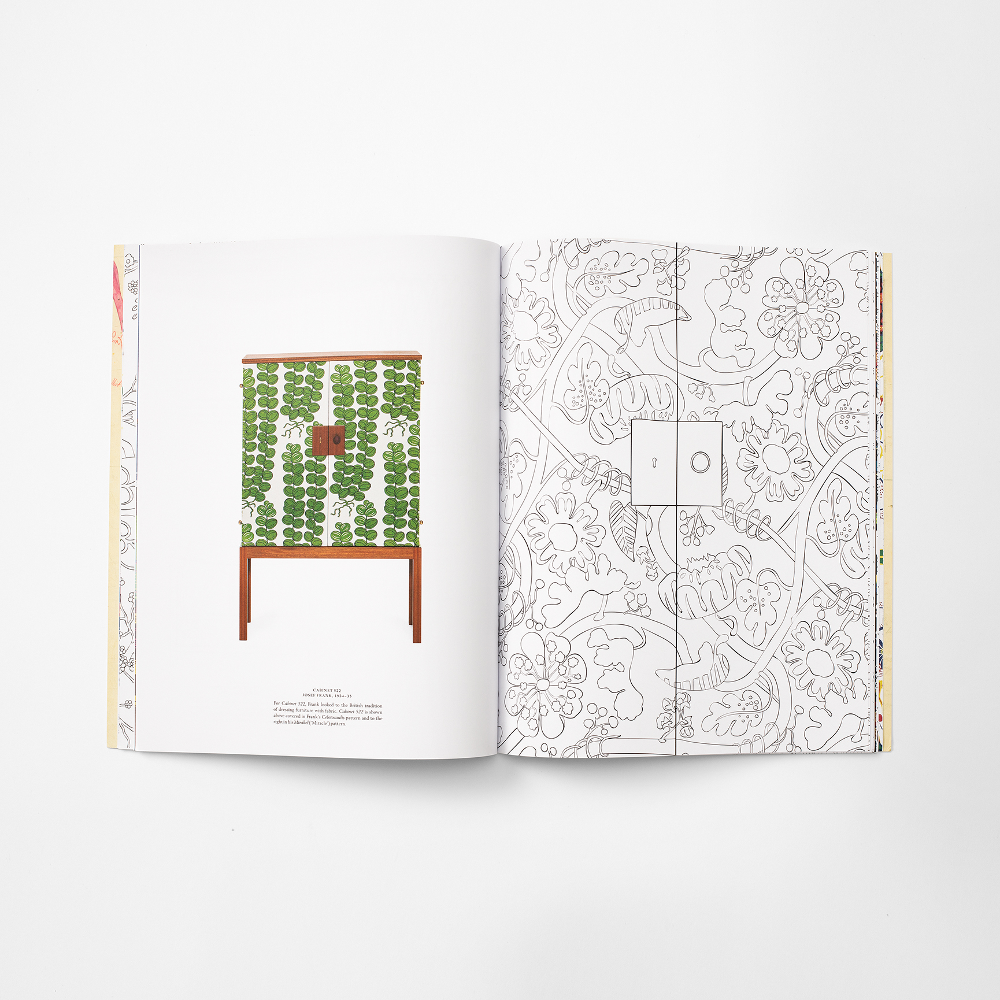 CABINET 522
JOSEF FRANK, 1934–35
For Cabinet 522, Frank looked to the British tradition
of dressing furniture with fabric. Cabinet 522 is shown
above covered in Frank's Celotocaulis pattern and to the
right in his Mirakel ('Miracle') pattern.